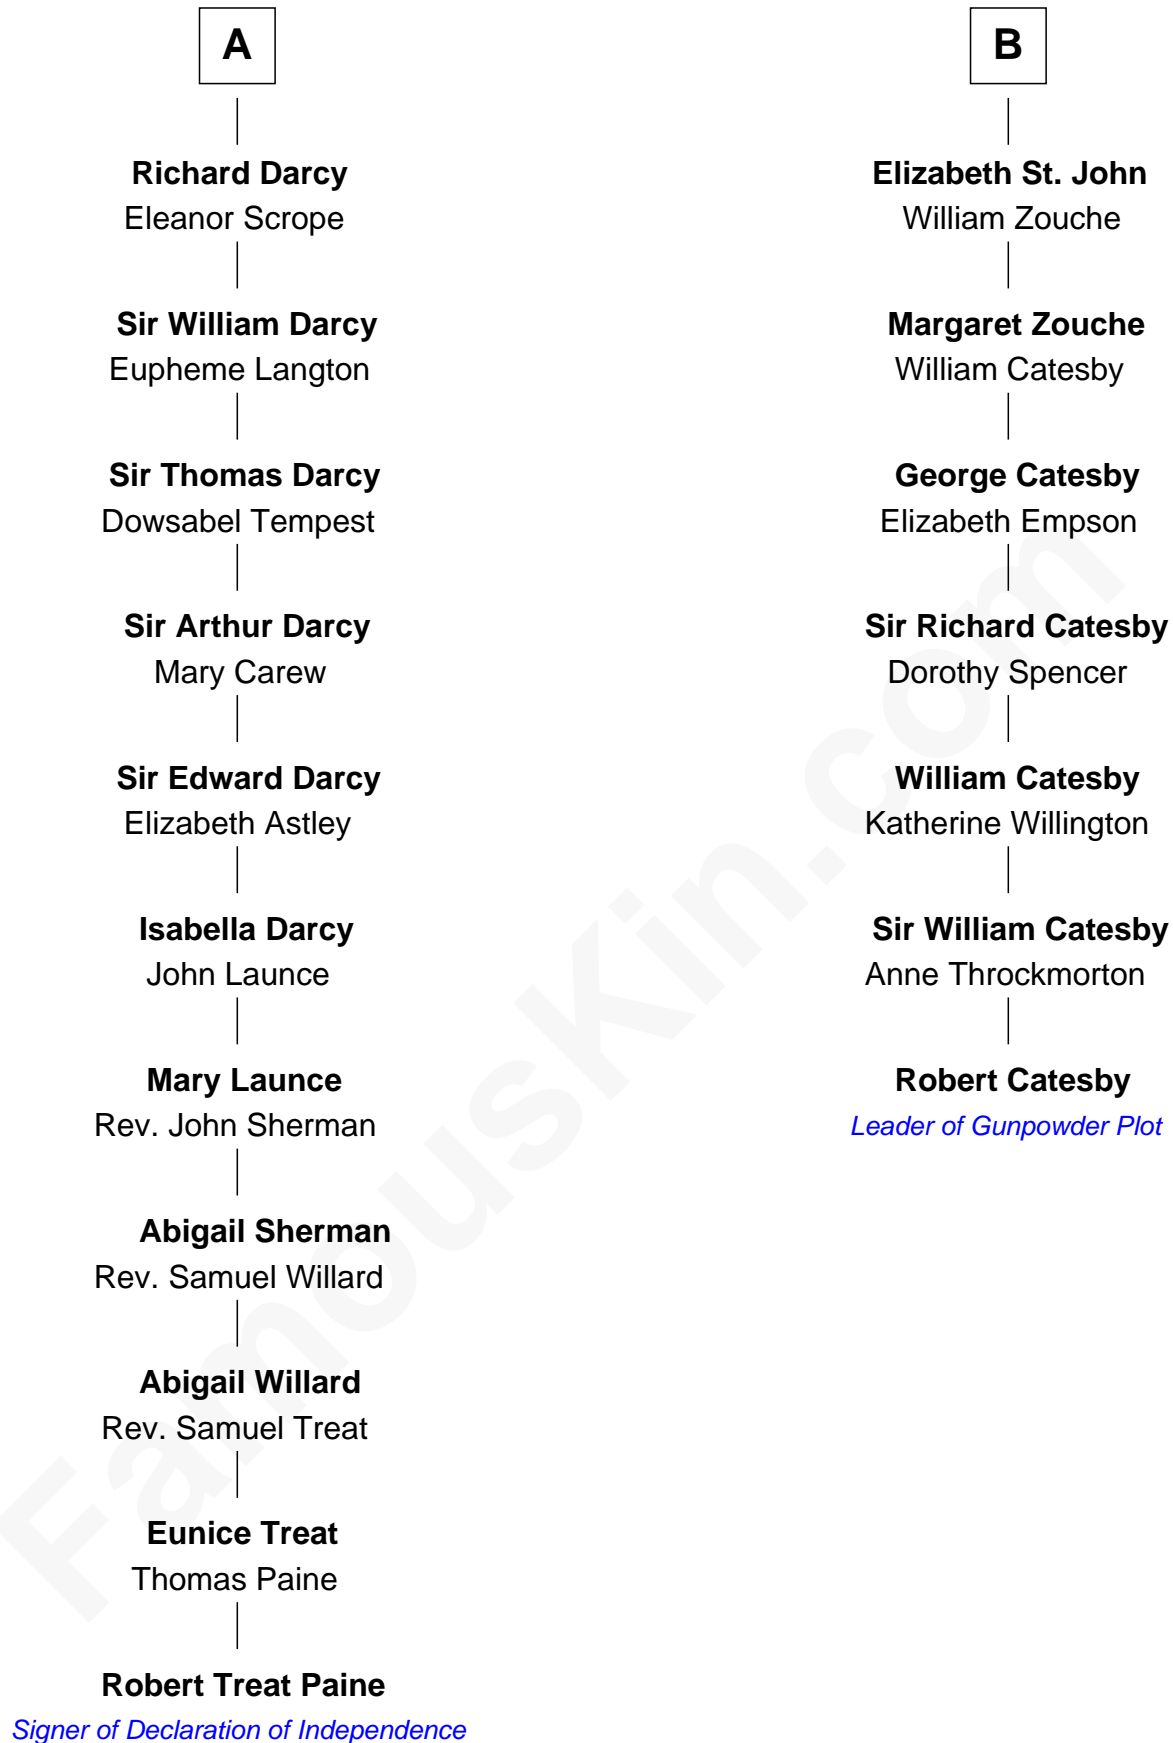 A
Richard Darcy
Eleanor Scrope
Sir William Darcy
Eupheme Langton
Sir Thomas Darcy
Dowsabel Tempest
Sir Arthur Darcy
Mary Carew
Sir Edward Darcy
Elizabeth Astley
Isabella Darcy
John Launce
Mary Launce
Rev. John Sherman
Abigail Sherman
Rev. Samuel Willard
Abigail Willard
Rev. Samuel Treat
Eunice Treat
Thomas Paine
Robert Treat Paine
Signer of Declaration of Independence
B
Elizabeth St. John
William Zouche
Margaret Zouche
William Catesby
George Catesby
Elizabeth Empson
Sir Richard Catesby
Dorothy Spencer
William Catesby
Katherine Willington
Sir William Catesby
Anne Throckmorton
Robert Catesby
Leader of Gunpowder Plot
FamousKin.com